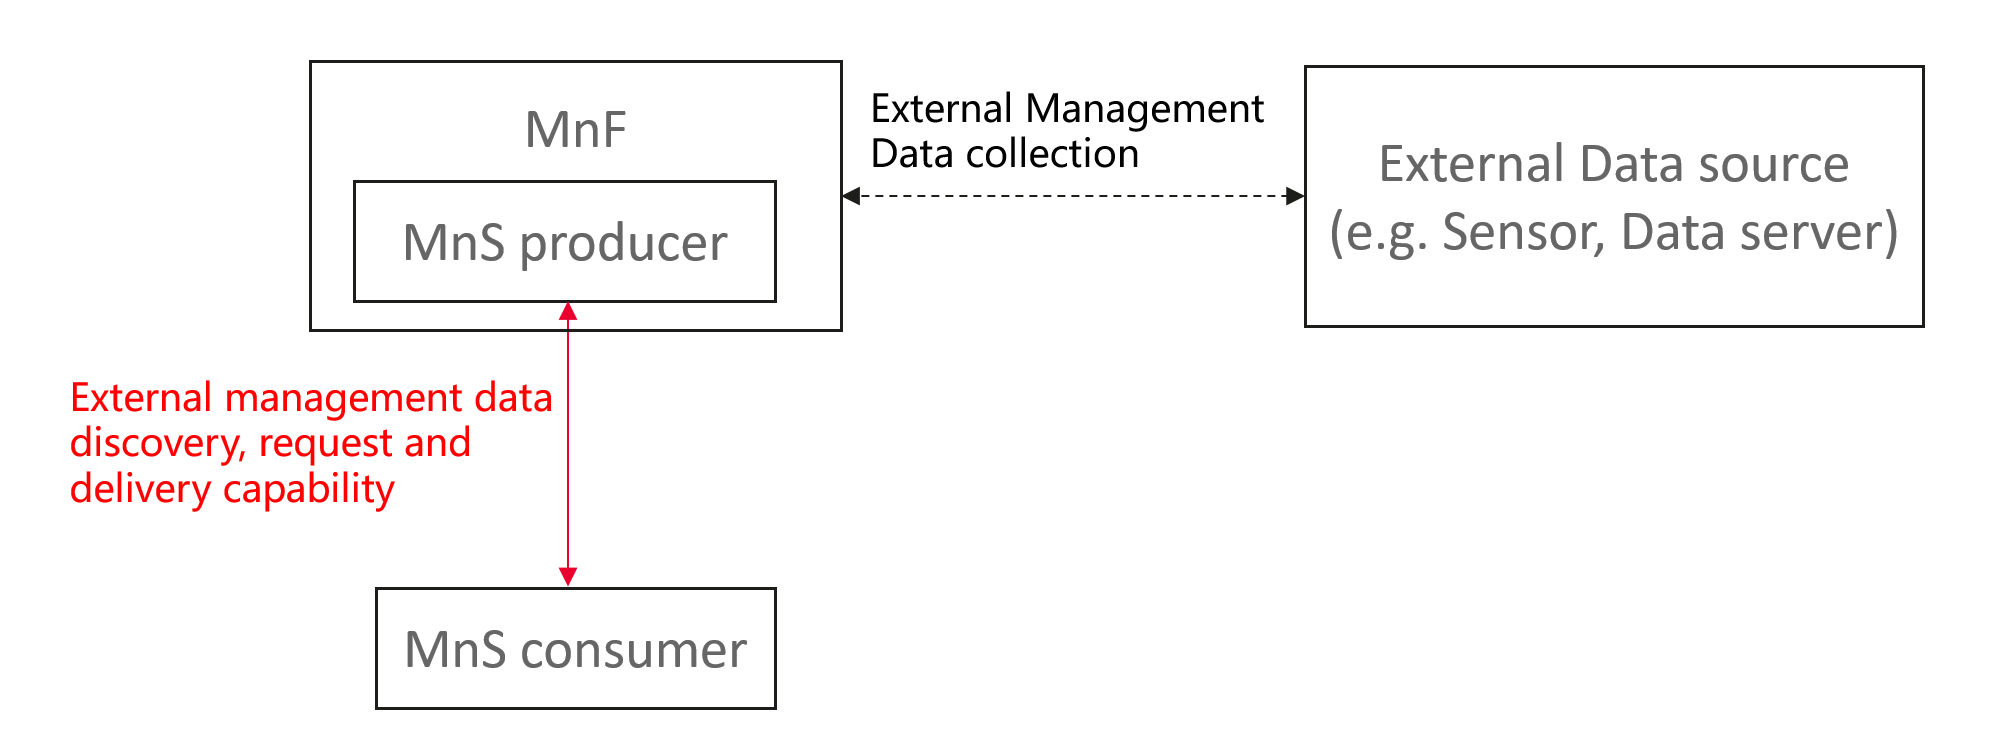 MnF
MnS producer
External Management
Data collection
External Data source
(e.g. Sensor, Data server)
External management data
discovery, request and
delivery capability
MnS consumer